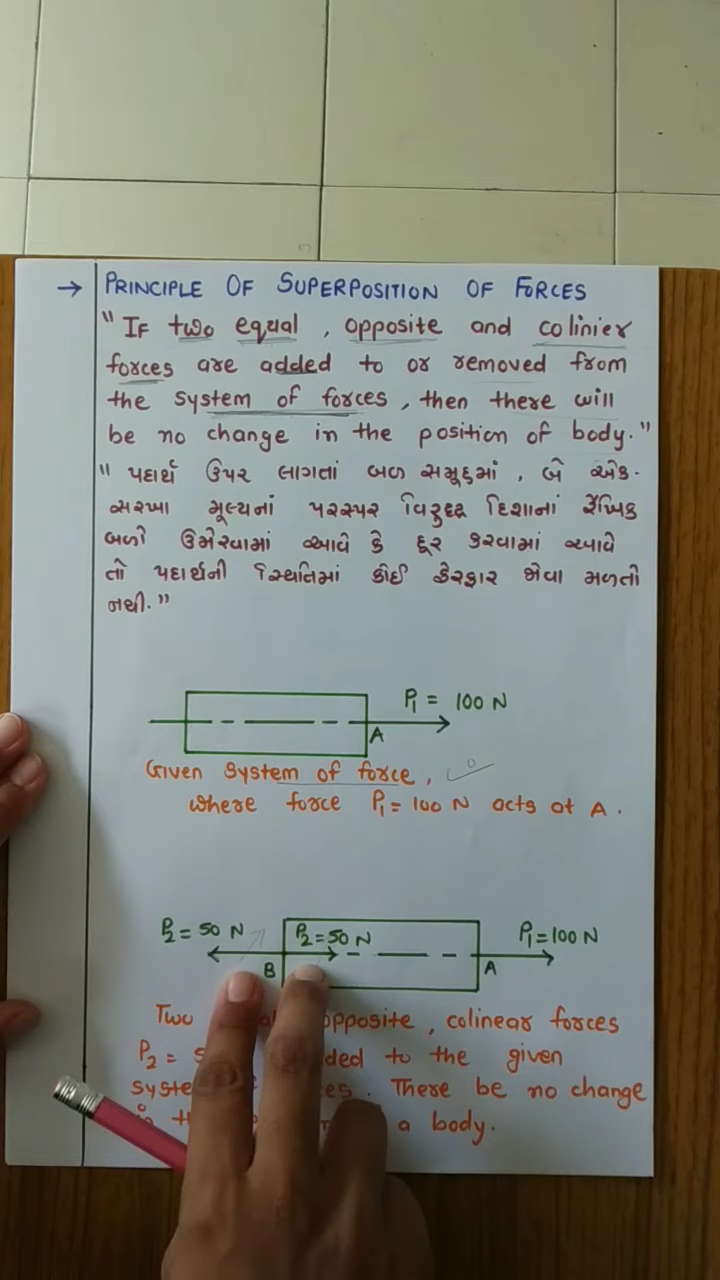 → PRINCIPLE OF SUPERPOSITION OF FORCES
"IF two equal, opposite and colinier
forces are added to or removed from
the system of forces, then there will
be no change in the position of body."
"પદાર્થ ઉપર લાગતાં બળ સમૂહમાં, બે એક-
સરખા મૂલ્યનાં પરસ્પર વિરુદ્ધ દિશાનાં રૈખિક
બળો ઉમેરવામાં આવે કે દૂર કરવામાં આવે
તો પદાર્થની સ્થિતિમાં કોઈ ફેરફાર જોવા મળતો
નથી."
P1 = 100 N
A
Given system of force,
where force P1 = 100 N acts at A.
P2 = 50 N P2 = 50 N P1 = 100 N
B A
Two opposite, colinear forces
P2 = to the given
There be no change
a body.